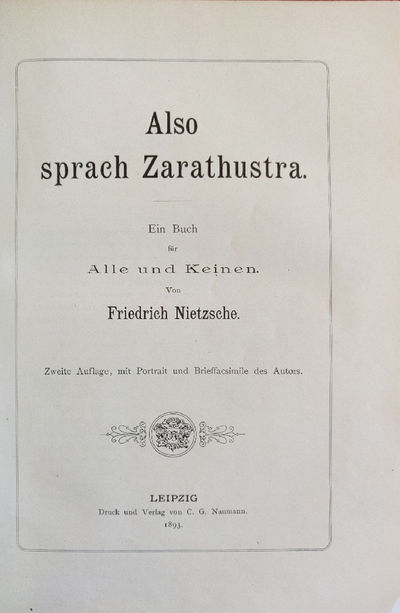 Also
sprach Zarathustra.
Ein Buch
für
Alle und Keinen.
Von
Friedrich Nietzsche.
Zweite Auflage, mit Portrait und Brieffacsimile des Autors.
LEIPZIG
Druck und Verlag von C. G. Naumann.
1893.